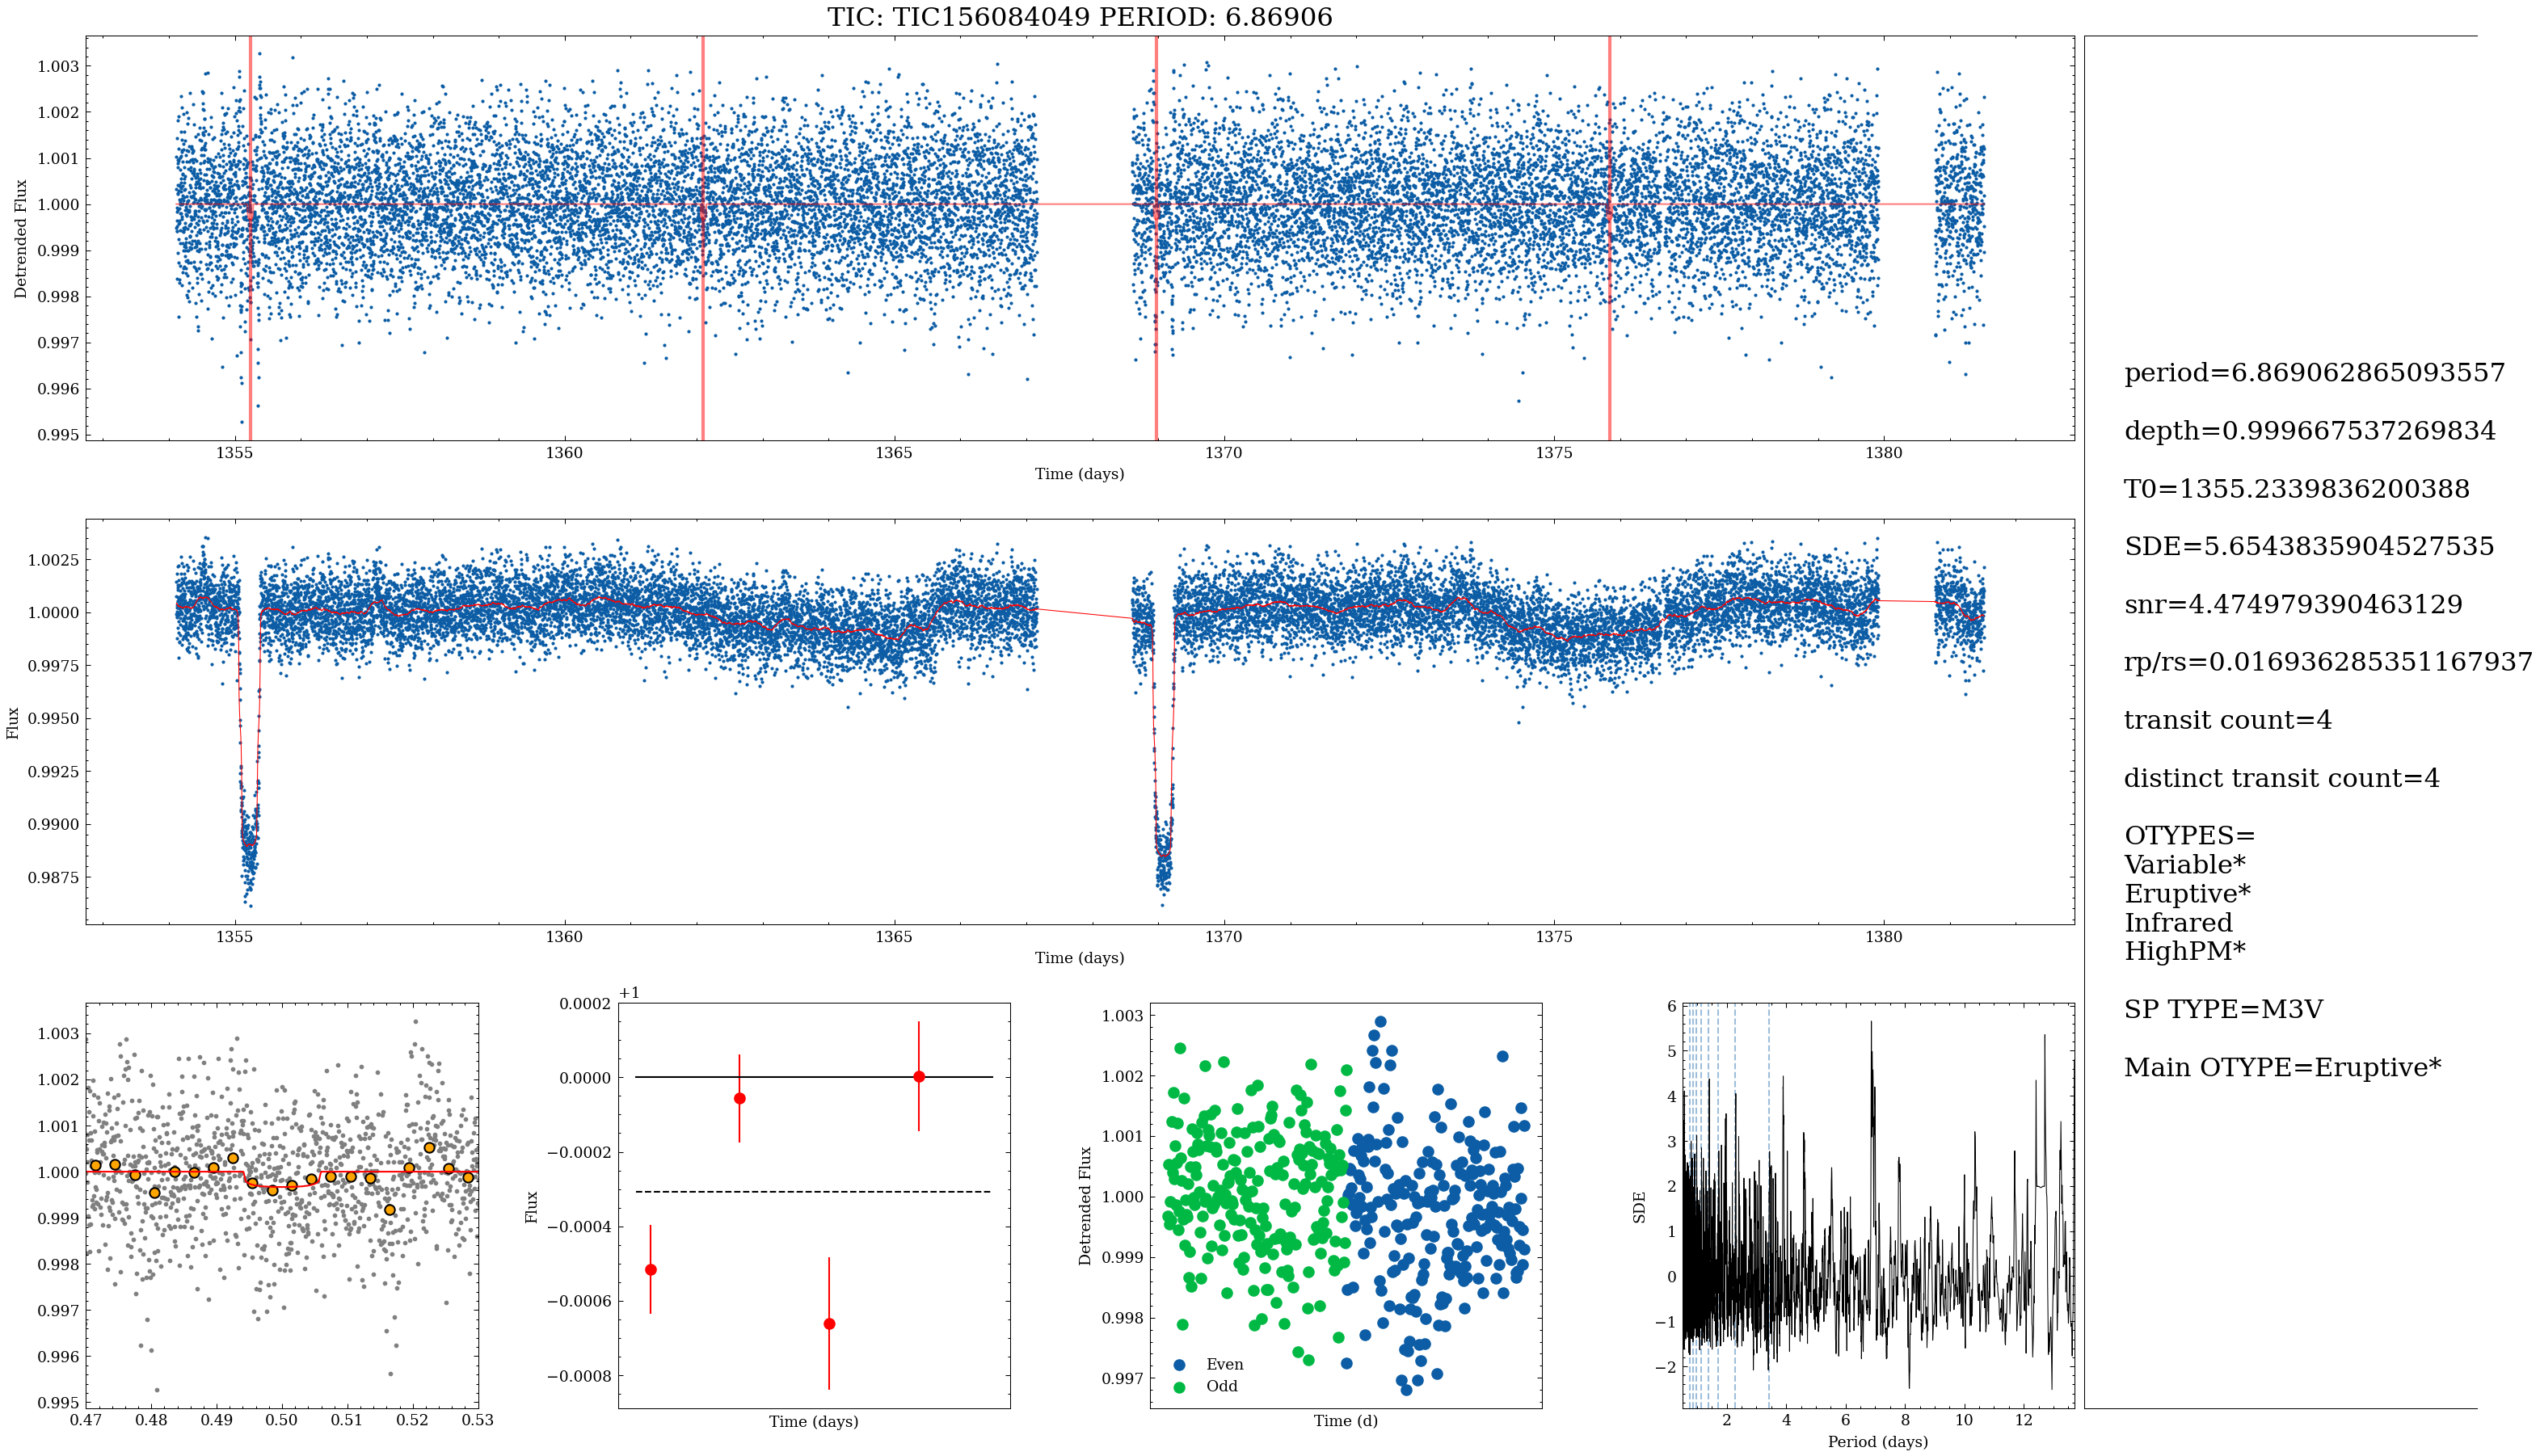 TIC: TIC156084049 PERIOD: 6.86906
1.003
1.002
1.001
1.000
0.999
0.998
0.997
0.996
0.995
Detrended Flux
1355
1360
1365
1370
1375
1380
Time (days)
1.0025
1.0000
0.9975
0.9950
0.9925
0.9900
0.9875
Flux
1355
1360
1365
1370
1375
1380
Time (days)
1.003
1.002
1.001
1.000
0.999
0.998
0.997
0.996
0.995
0.47
0.48
0.49
0.50
0.51
0.52
0.53
+1
0.0002
0.0000
−0.0002
−0.0004
−0.0006
−0.0008
Flux
Time (days)
1.003
1.002
1.001
1.000
0.999
0.998
0.997
Detrended Flux
Even
Odd
Time (d)
6
5
4
3
2
1
0
−1
−2
SDE
2
4
6
8
10
12
Period (days)
period=6.869062865093557
depth=0.999667537269834
T0=1355.2339836200388
SDE=5.6543835904527535
snr=4.474979390463129
rp/rs=0.016936285351167937
transit count=4
distinct transit count=4
OTYPES=
Variable*
Eruptive*
Infrared
HighPM*
SP TYPE=M3V
Main OTYPE=Eruptive*